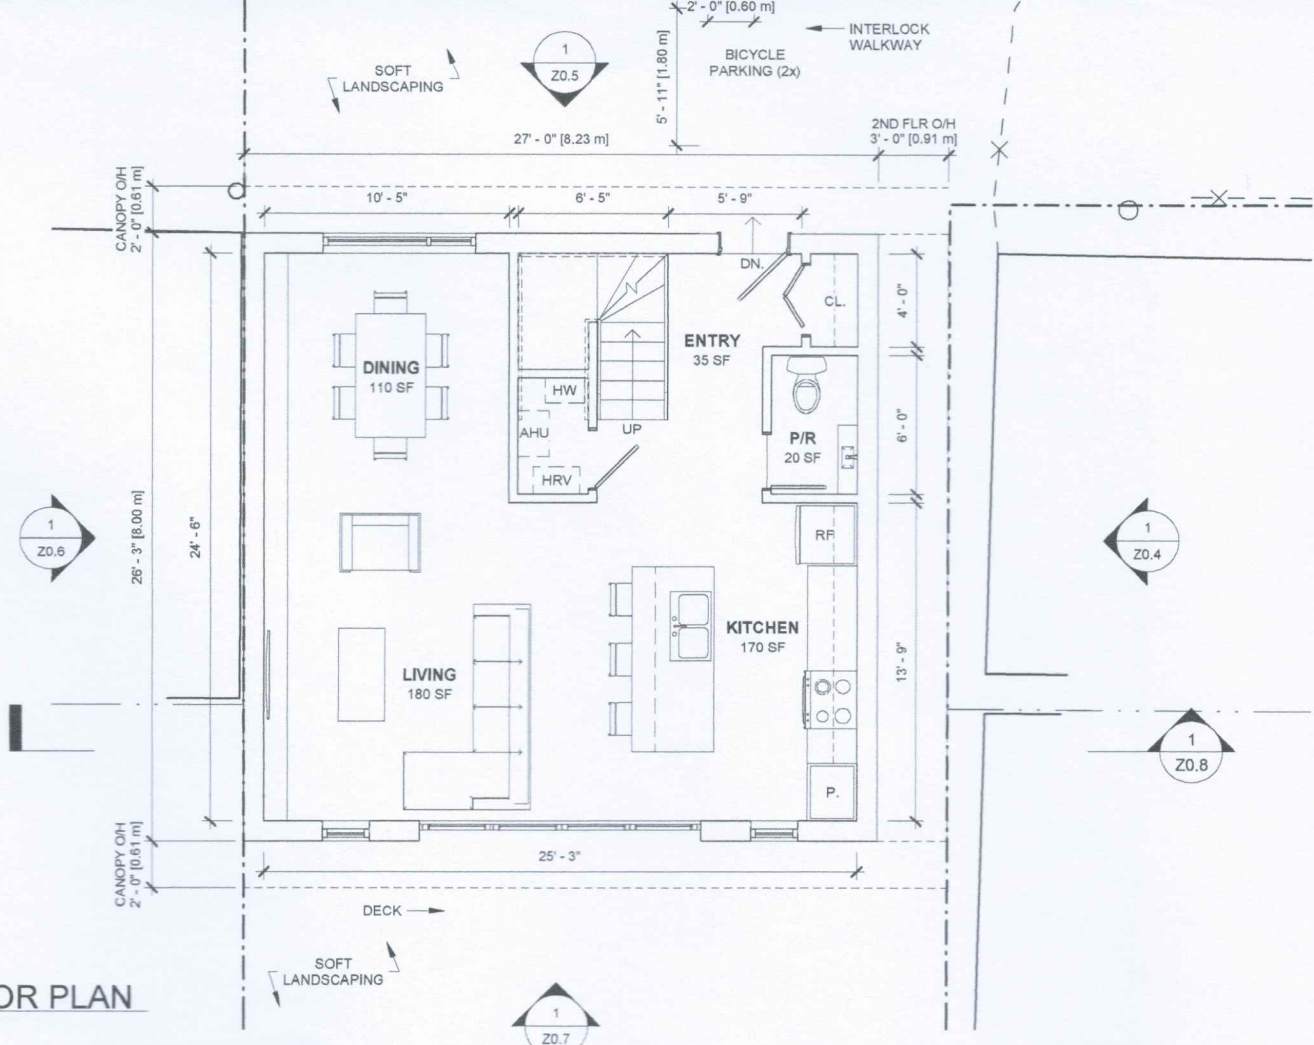 2' - 0" [0.60 m]
INTERLOCK
WALKWAY
BICYCLE
PARKING (2x)
5' - 11" [1.80 m]
SOFT
LANDSCAPING
1
Z0.5
27' - 0" [8.23 m]
2ND FLR O/H
3' - 0" [0.91 m]
CANOPY O/H
2' - 0" [0.61 m]
10' - 5"
6' - 5"
5' - 9"
DN.
CL.
4' - 0"
ENTRY
35 SF
DINING
110 SF
HW
AHU
HRV
UP
P/R
20 SF
6' - 0"
1
Z0.6
26' - 3" [8.00 m]
24' - 6"
RF
1
Z0.4
KITCHEN
170 SF
13' - 9"
LIVING
180 SF
1
Z0.8
P.
CANOPY O/H
2' - 0" [0.61 m]
25' - 3"
DECK
SOFT
LANDSCAPING
OR PLAN
1
Z0.7